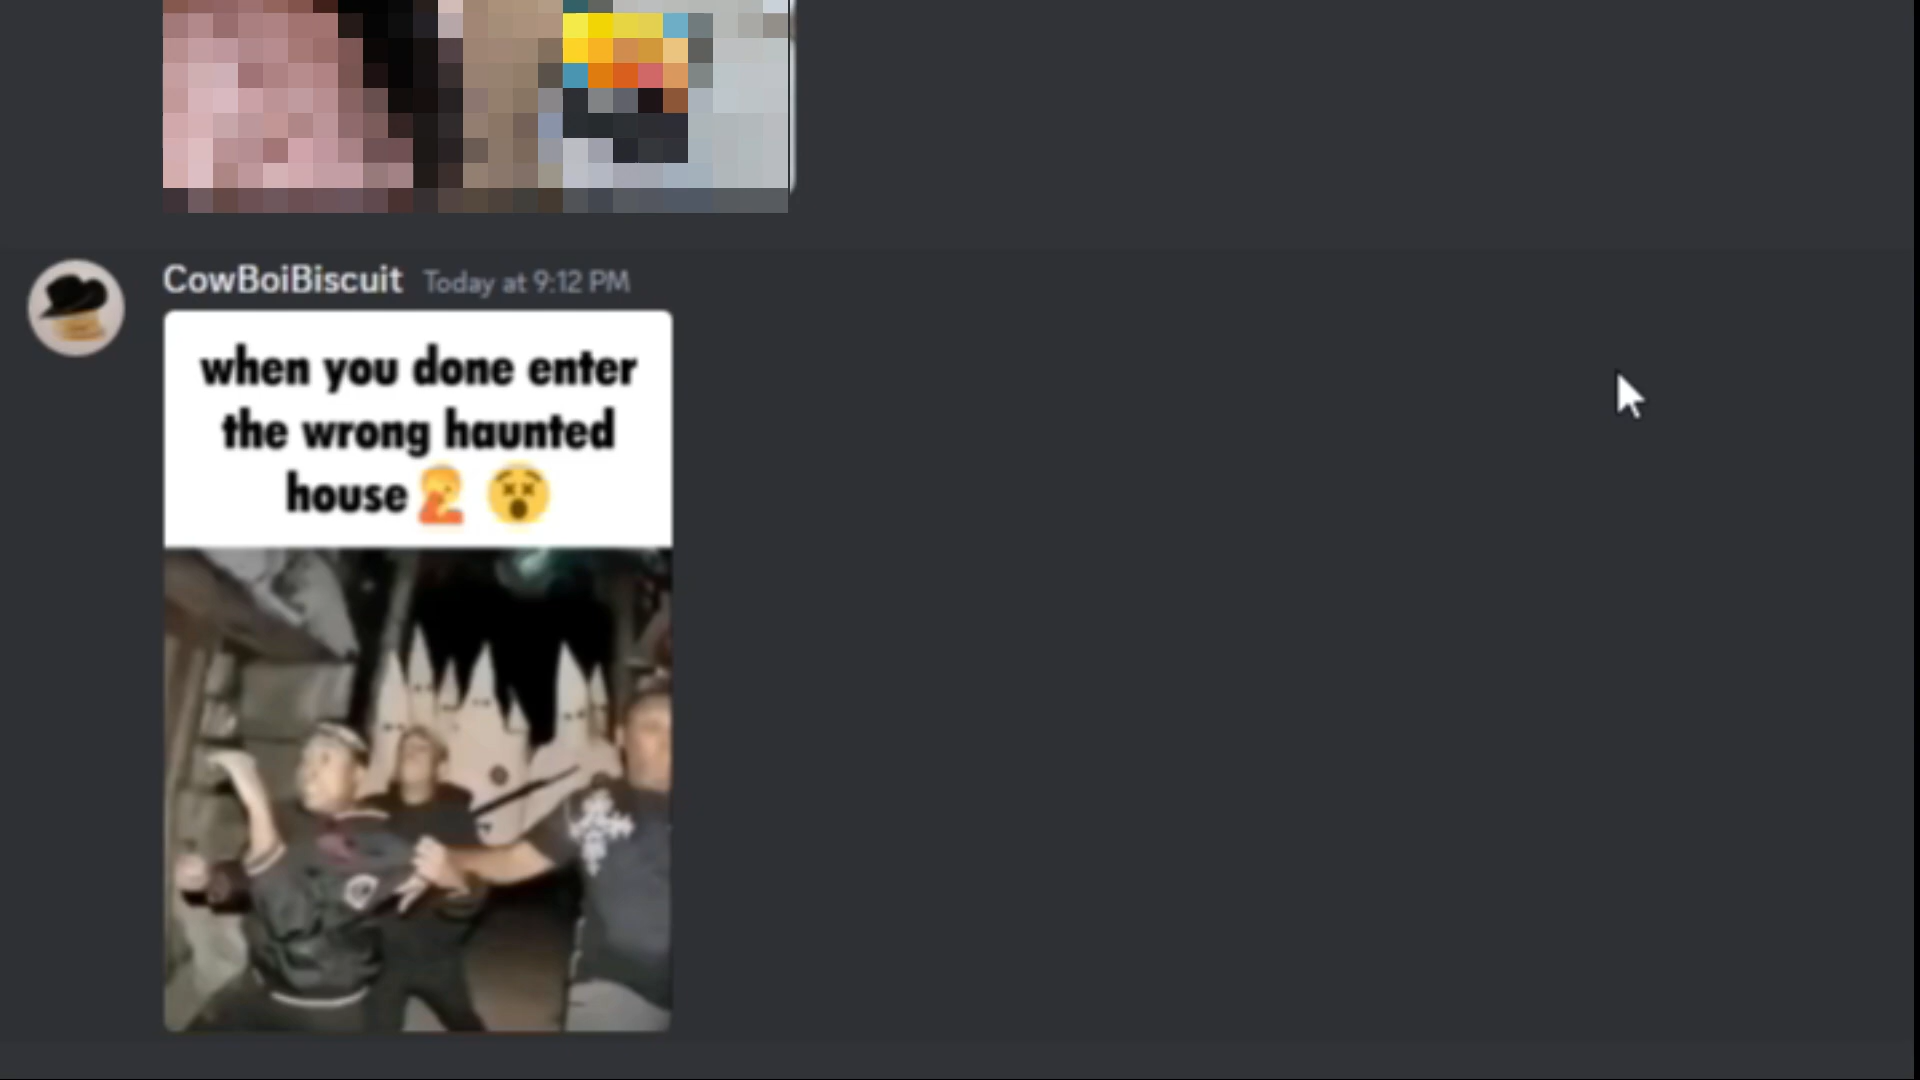 CowBoiBiscuit Today at 9:12 PM
when you done enter
the wrong haunted
house🤦 😵